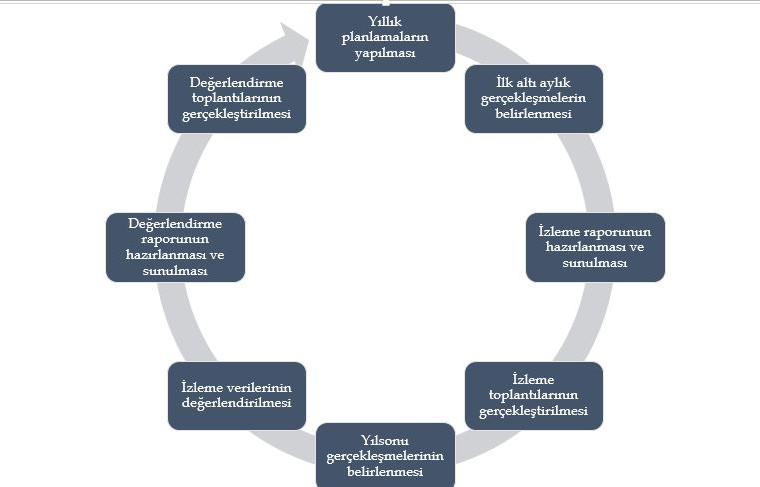 Yıllık
planlamaların
yapılması
İlk altı aylık
gerçekleşmelerin
belirlenmesi
İzleme raporunun
hazırlanması ve
sunulması
İzleme
toplantılarının
gerçekleştirilmesi
Yılsonu
gerçekleşmelerinin
belirlenmesi
İzleme verilerinin
değerlendirilmesi
Değerlendirme
raporunun
hazırlanması ve
sunulması
Değerlendirme
toplantılarının
gerçekleştirilmesi